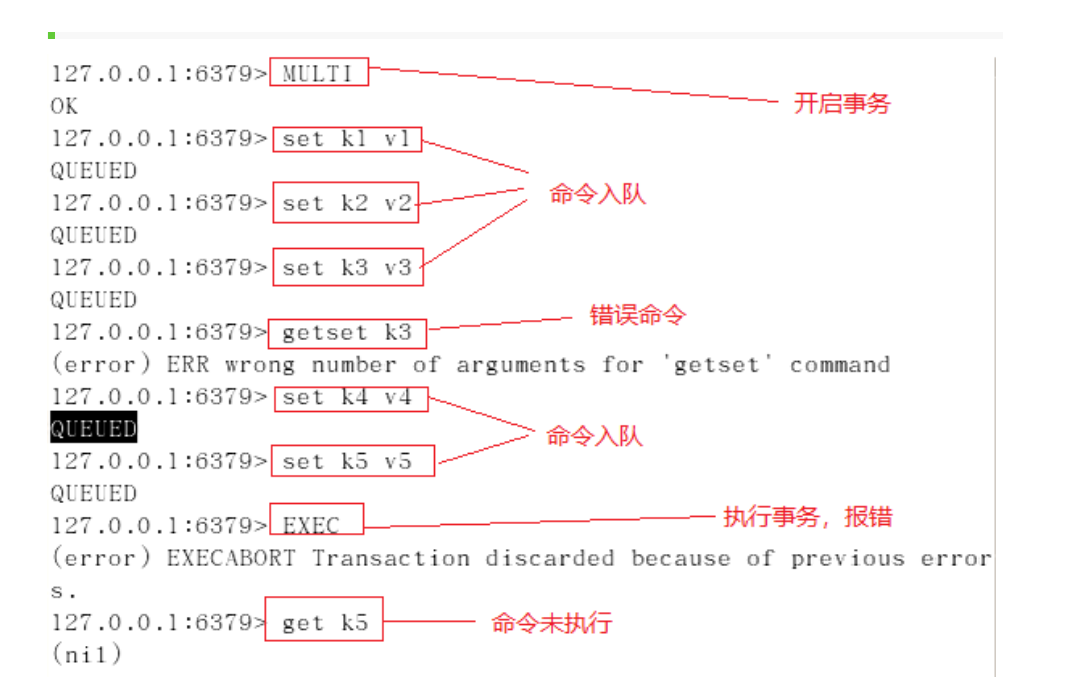 127.0.0.1:6379> MULTI
开启事务
OK
127.0.0.1:6379> set k1 v1
QUEUED
命令入队
127.0.0.1:6379> set k2 v2
QUEUED
127.0.0.1:6379> set k3 v3
QUEUED
错误命令
127.0.0.1:6379> getset k3
(error) ERR wrong number of arguments for 'getset' command
127.0.0.1:6379> set k4 v4
QUEUED
命令入队
127.0.0.1:6379> set k5 v5
QUEUED
127.0.0.1:6379> EXEC
执行事务，报错
(error) EXECABORT Transaction discarded because of previous error
s.
127.0.0.1:6379> get k5
命令未执行
(nil)